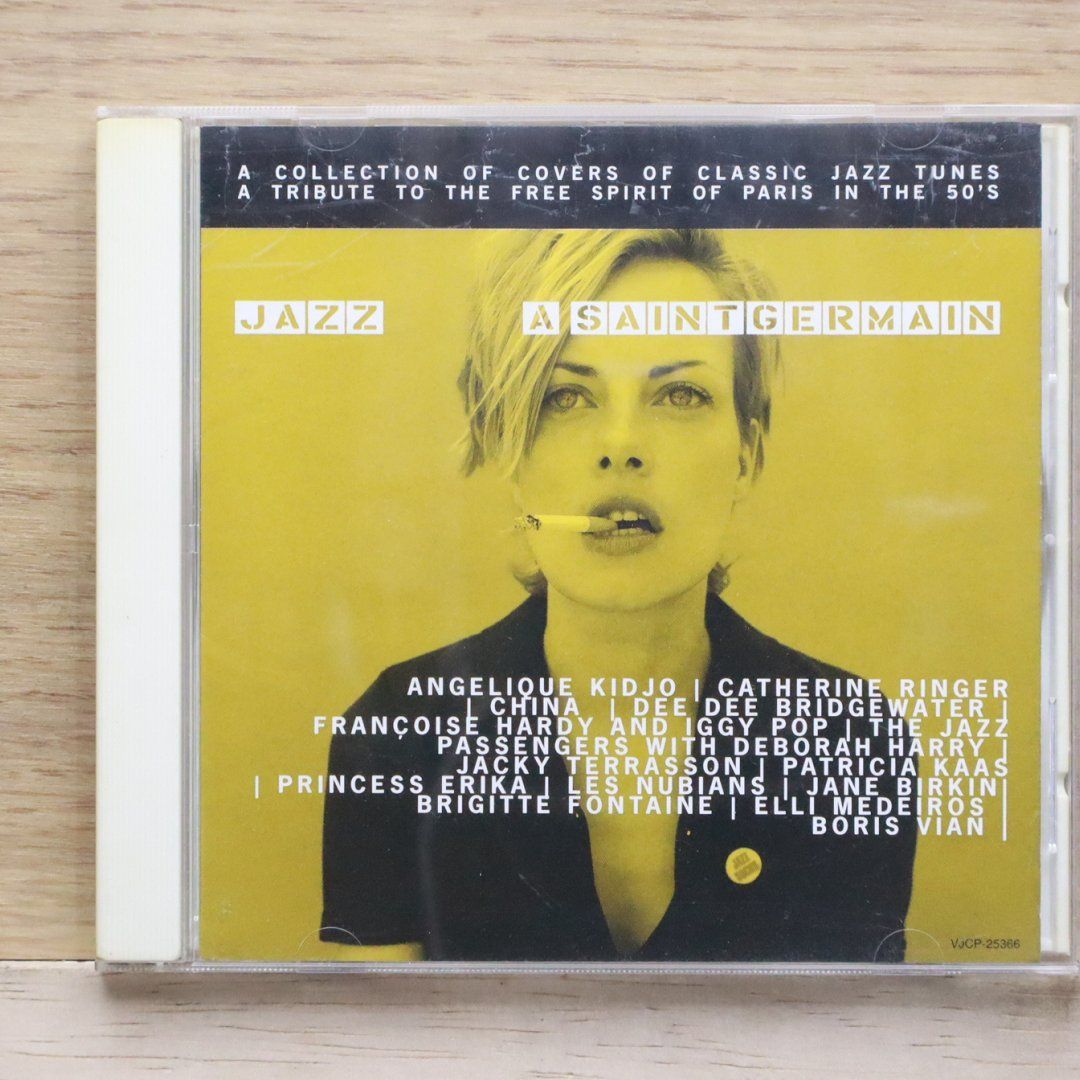 A COLLECTION OF COVERS OF CLASSIC JAZZ TUNES
A TRIBUTE TO THE FREE SPIRIT OF PARIS IN THE 50'S
JAZZ A SAINTGERMAIN
ANGELIQUE KIDJO | CATHERINE RINGER
| CHINA | DEE DEE BRIDGEWATER |
FRANÇOISE HARDY AND IGGY POP | THE JAZZ
PASSENGERS WITH DEBORAH HARRY |
JACKY TERRASSON | PATRICIA KAAS
| PRINCESS ERIKA | LES NUBIANS | JANE BIRKIN |
BRIGITTE FONTAINE | ELLI MEDEIROS |
BORIS VIAN |
JAZZ
VJCP-25366